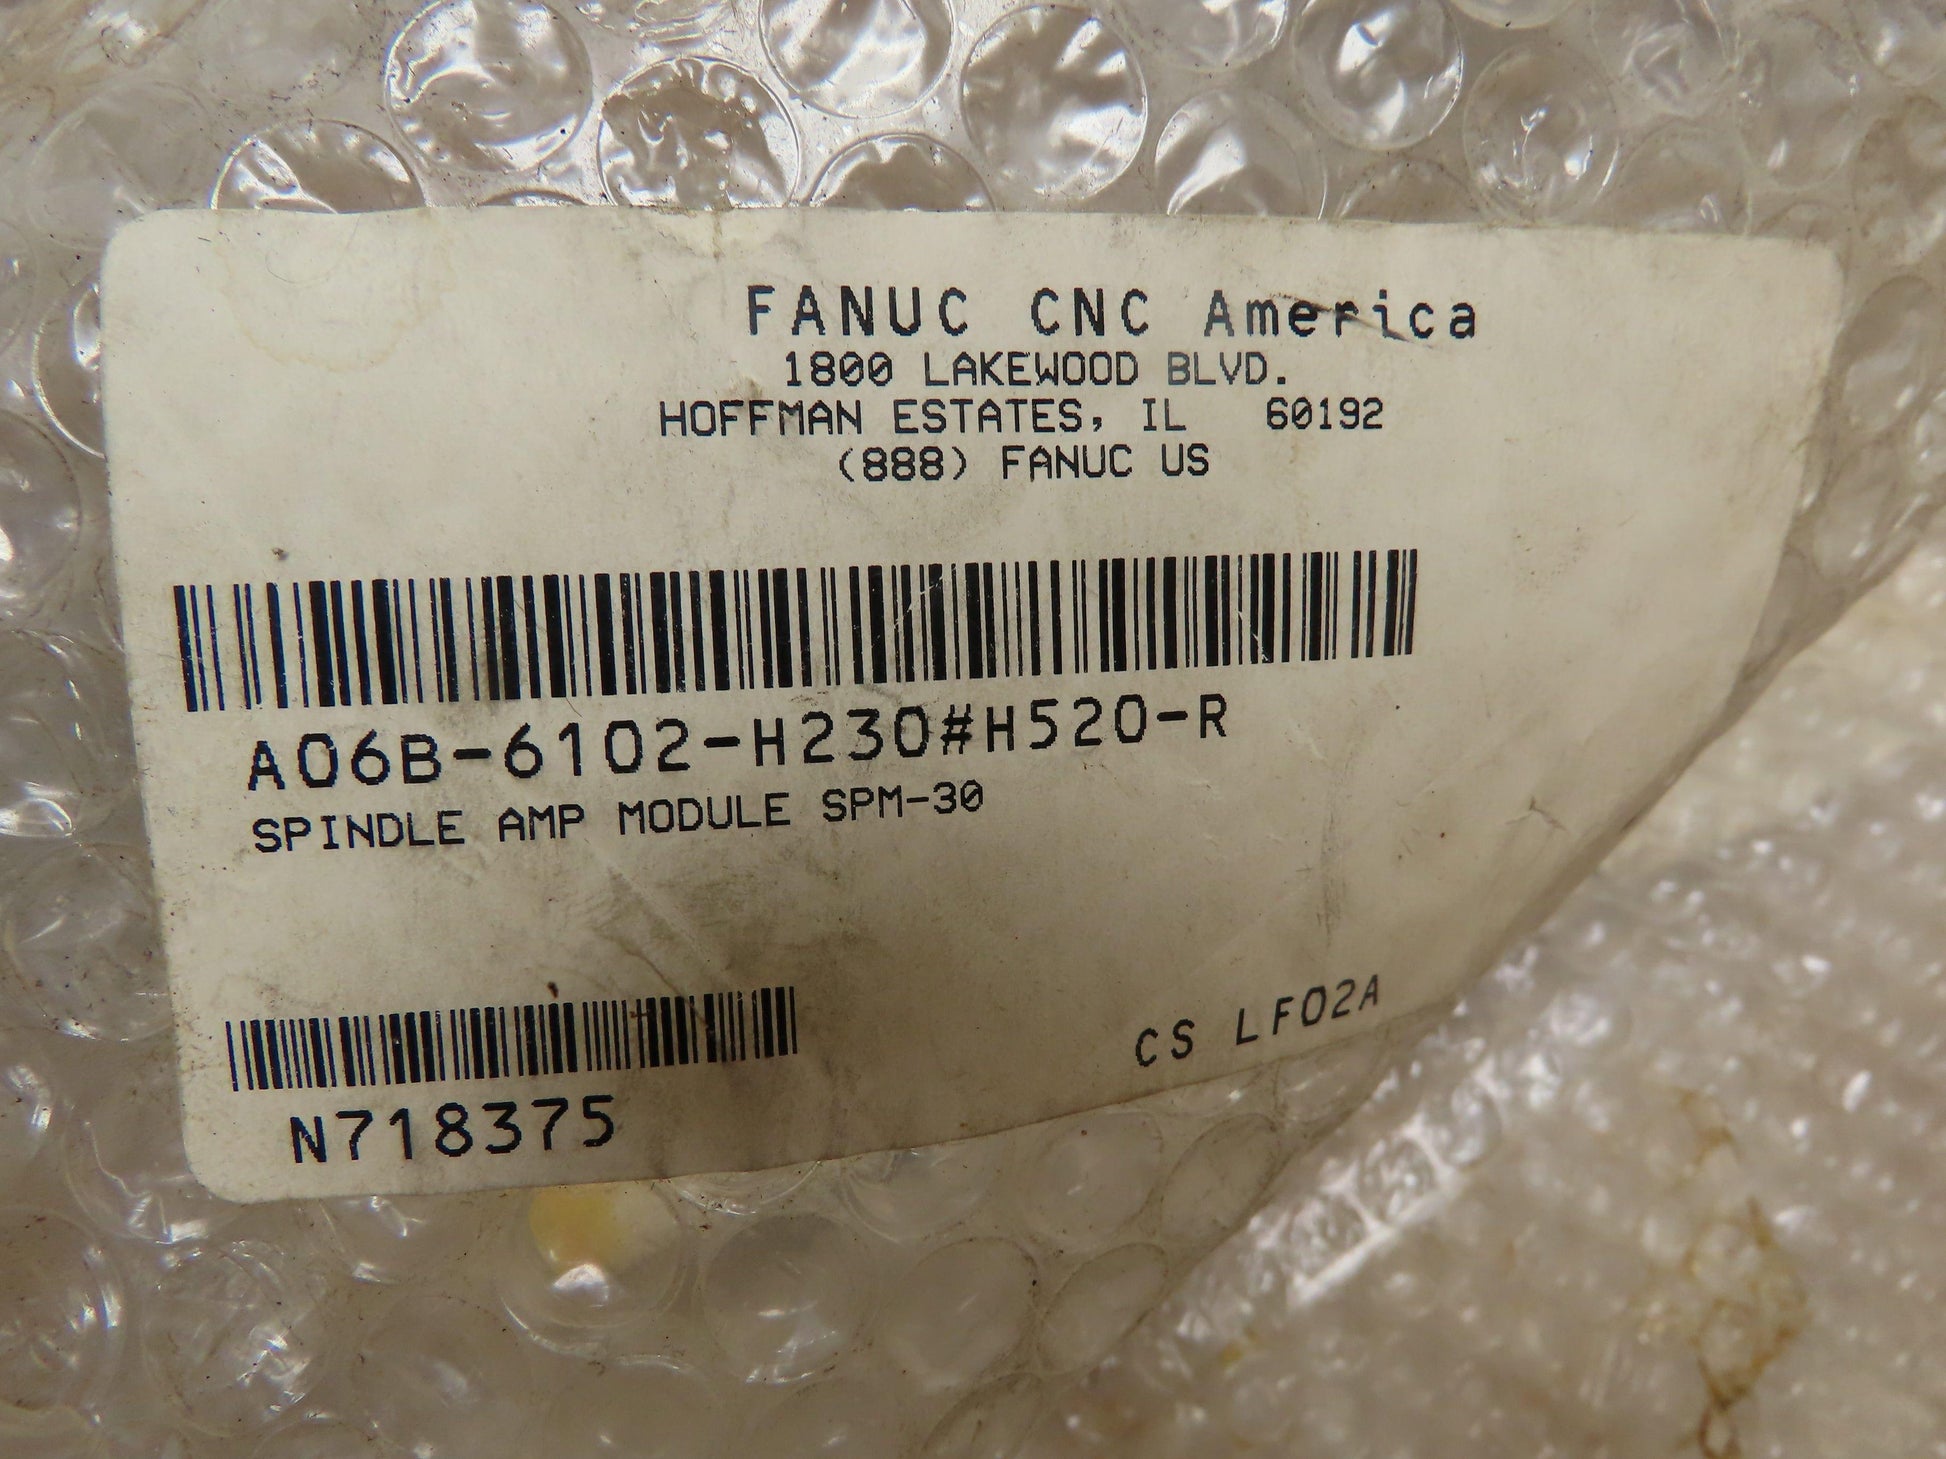 FANUC CNC America
1800 LAKEWOOD BLVD.
HOFFMAN ESTATES, IL 60192
(888) FANUC US
A06B-6102-H230#H520-R
SPINDLE AMP MODULE SPM-30
CS LF02A
N718375